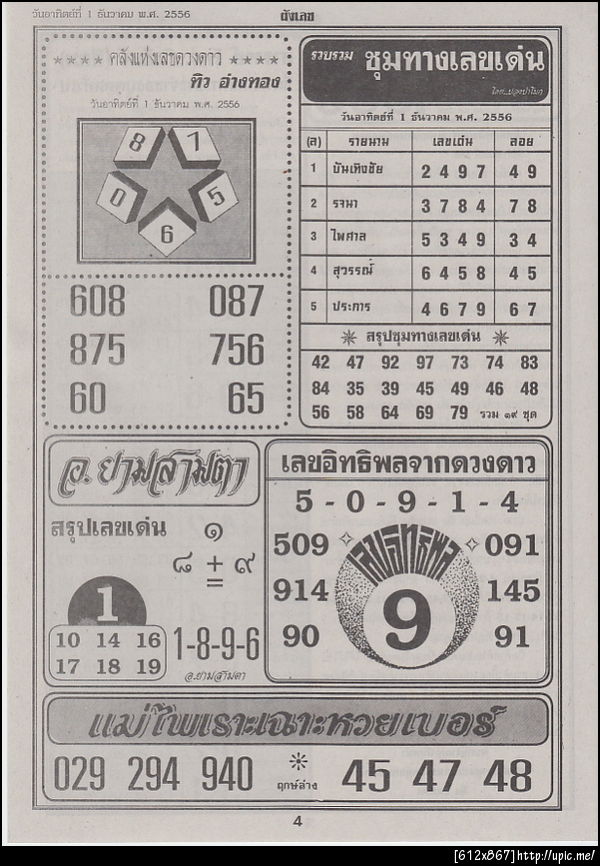 วันอาทิตย์ที่ 1 ธันวาคม พ.ศ. 2556
ผังเลข
★★★★ คลังแห่งเลขดวงดาว ★★★★
ทิว อ่างทอง
วันอาทิตย์ที่ 1 ธันวาคม พ.ศ. 2556
8 7
0 5
6
608 087
875 756
60 65
รวบรวม ชุมทางเลขเด่น
วันอาทิตย์ที่ 1 ธันวาคม พ.ศ. 2556
(ล) รายนาม เลขเด่น ลอย
1 บันเทิงชัย 2 4 9 7 4 9
2 รจนา 3 7 8 4 7 8
3 ไพศาล 5 3 4 9 3 4
4 สุวรรณ์ 6 4 5 8 4 5
5 ประการ 4 6 7 9 6 7
สรุปชุมทางเลขเด่น
42 47 92 97 73 74 83
84 35 39 45 49 46 48
56 58 64 69 79 รวม ๑๙ ชุด
อ. ยามสามตา
สรุปเลขเด่น ๑
๘ + ๙
=
1
10 14 16
17 18 19
1-8-9-6
อ.ยามสามตา
เลขอิทธิพลจากดวงดาว
5 - 0 - 9 - 1 - 4
509 091
914 9 145
90 91
แม่ไพเราะเฉาะหวยเบอร์
029 294 940 ฤกษ์ล่าง 45 47 48
4
[612x867]http://upic.me/